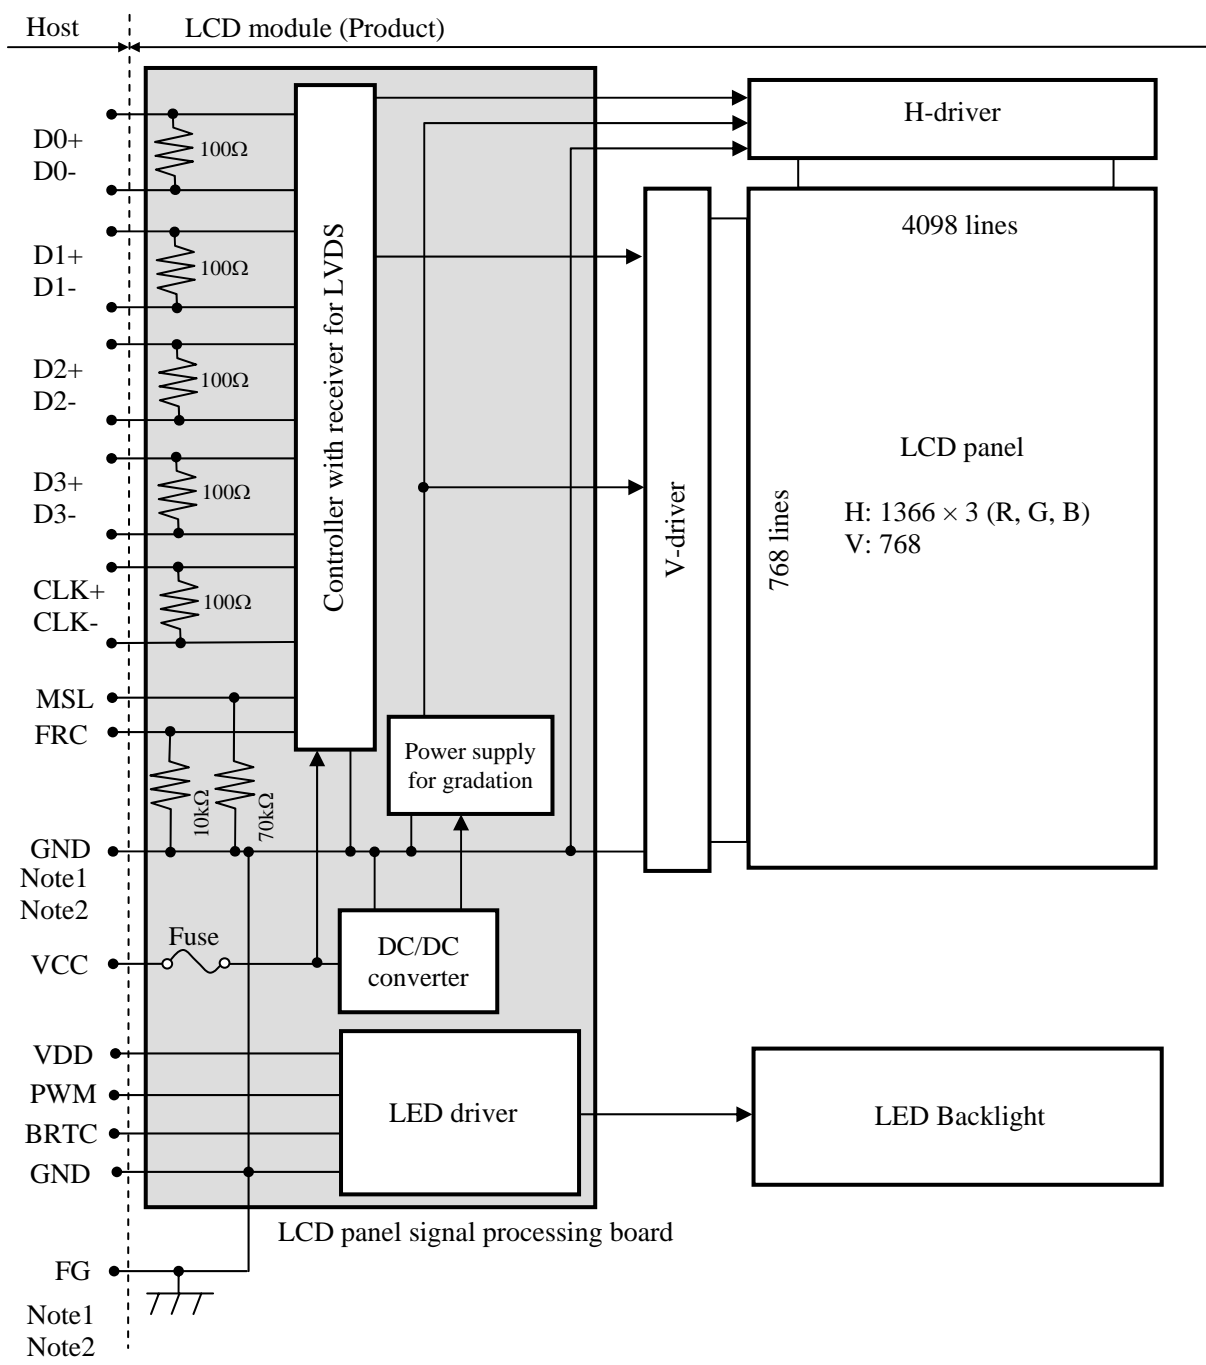 Host
LCD module (Product)
D0+
D0-
100Ω
D1+
D1-
100Ω
D2+
D2-
100Ω
D3+
D3-
100Ω
CLK+
CLK-
100Ω
MSL
FRC
10kΩ
70kΩ
GND
Note1
Note2
Fuse
VCC
VDD
PWM
BRTC
GND
FG
Note1
Note2
Controller with receiver for LVDS
Power supply
for gradation
DC/DC
converter
LED driver
LCD panel signal processing board
H-driver
V-driver
4098 lines
768 lines
LCD panel
H: 1366 × 3 (R, G, B)
V: 768
LED Backlight